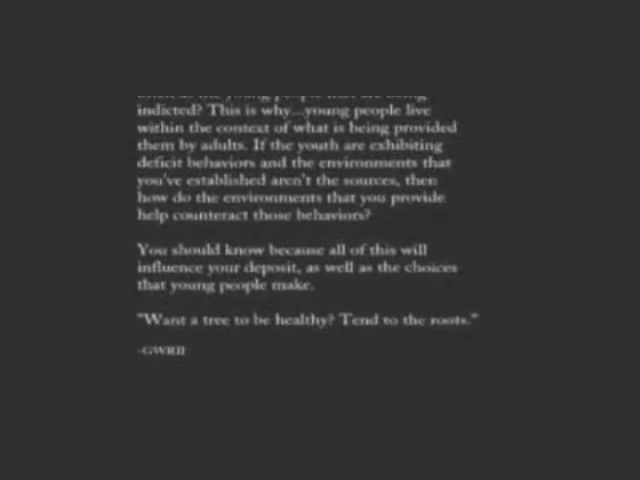 indicted? This is why...young people live
within the context of what is being provided
them by adults. If the youth are exhibiting
deficit behaviors and the environments that
you've established aren't the sources, then
how do the environments that you provide
help counteract those behaviors?
You should know because all of this will
influence your deposit, as well as the choices
that young people make.
"Want a tree to be healthy? Tend to the roots."
-GWRII